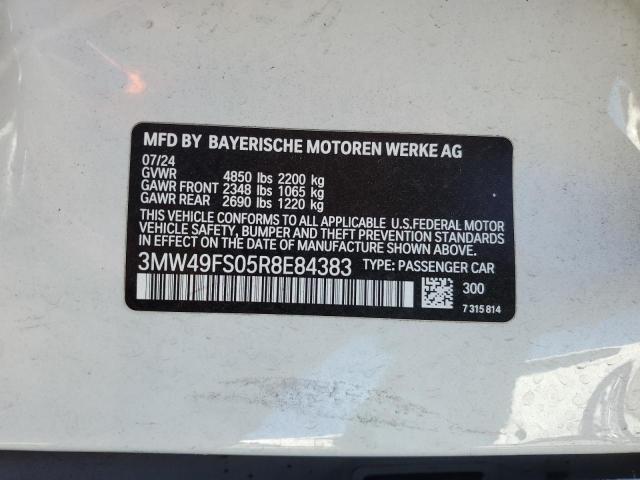 MFD BY BAYERISCHE MOTOREN WERKE AG
07/24
GVWR 4850 lbs 2200 kg
GAWR FRONT 2348 lbs 1065 kg
GAWR REAR 2690 lbs 1220 kg
THIS VEHICLE CONFORMS TO ALL APPLICABLE U.S.FEDERAL MOTOR
VEHICLE SAFETY, BUMPER, AND THEFT PREVENTION STANDARDS
IN EFFECT ON THE DATE OF MANUFACTURE SHOWN ABOVE.
3MW49FS05R8E84383 TYPE: PASSENGER CAR
300
7 315 814